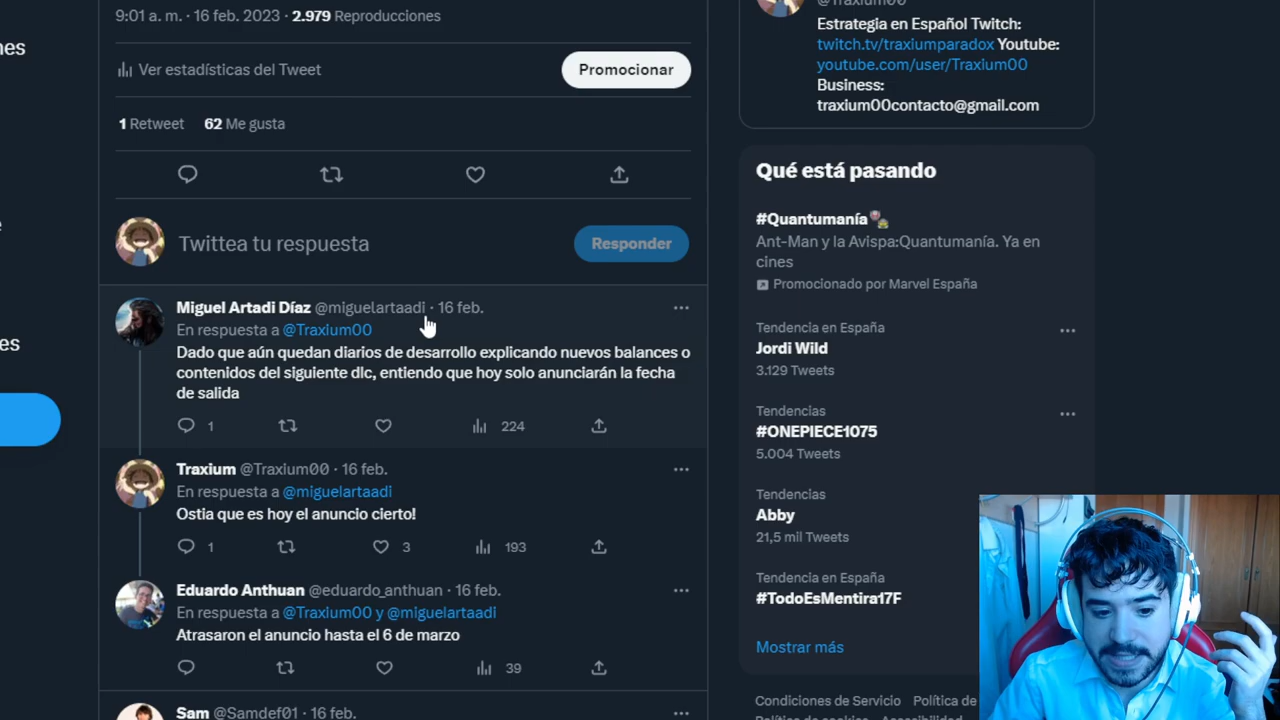 9:01 a. m. · 16 feb. 2023 · 2.979 Reproducciones
Ver estadísticas del Tweet
Promocionar
1 Retweet 62 Me gusta
Twittea tu respuesta
Responder
Miguel Artadi Díaz @miguelartaadi · 16 feb.
En respuesta a @Traxium00
Dado que aún quedan diarios de desarrollo explicando nuevos balances o
contenidos del siguiente dlc, entiendo que hoy solo anunciarán la fecha
de salida
1 224
Traxium @Traxium00 · 16 feb.
En respuesta a @miguelartaadi
Ostia que es hoy el anuncio cierto!
1 3 193
Eduardo Anthuan @eduardo_anthuan · 16 feb.
En respuesta a @Traxium00 y @miguelartaadi
Atrasaron el anuncio hasta el 6 de marzo
39
Sam @Samdef01 · 16 feb.
@Traxium00
Estrategia en Español Twitch:
twitch.tv/traxiumparadox Youtube:
youtube.com/user/Traxium00
Business:
traxium00contacto@gmail.com
Qué está pasando
#Quantumanía
Ant-Man y la Avispa:Quantumanía. Ya en
cines
Promocionado por Marvel España
Tendencia en España
Jordi Wild
3.129 Tweets
Tendencias
#ONEPIECE1075
5.004 Tweets
Tendencias
Abby
21,5 mil Tweets
Tendencia en España
#TodoEsMentira17F
Mostrar más
Condiciones de Servicio Política de